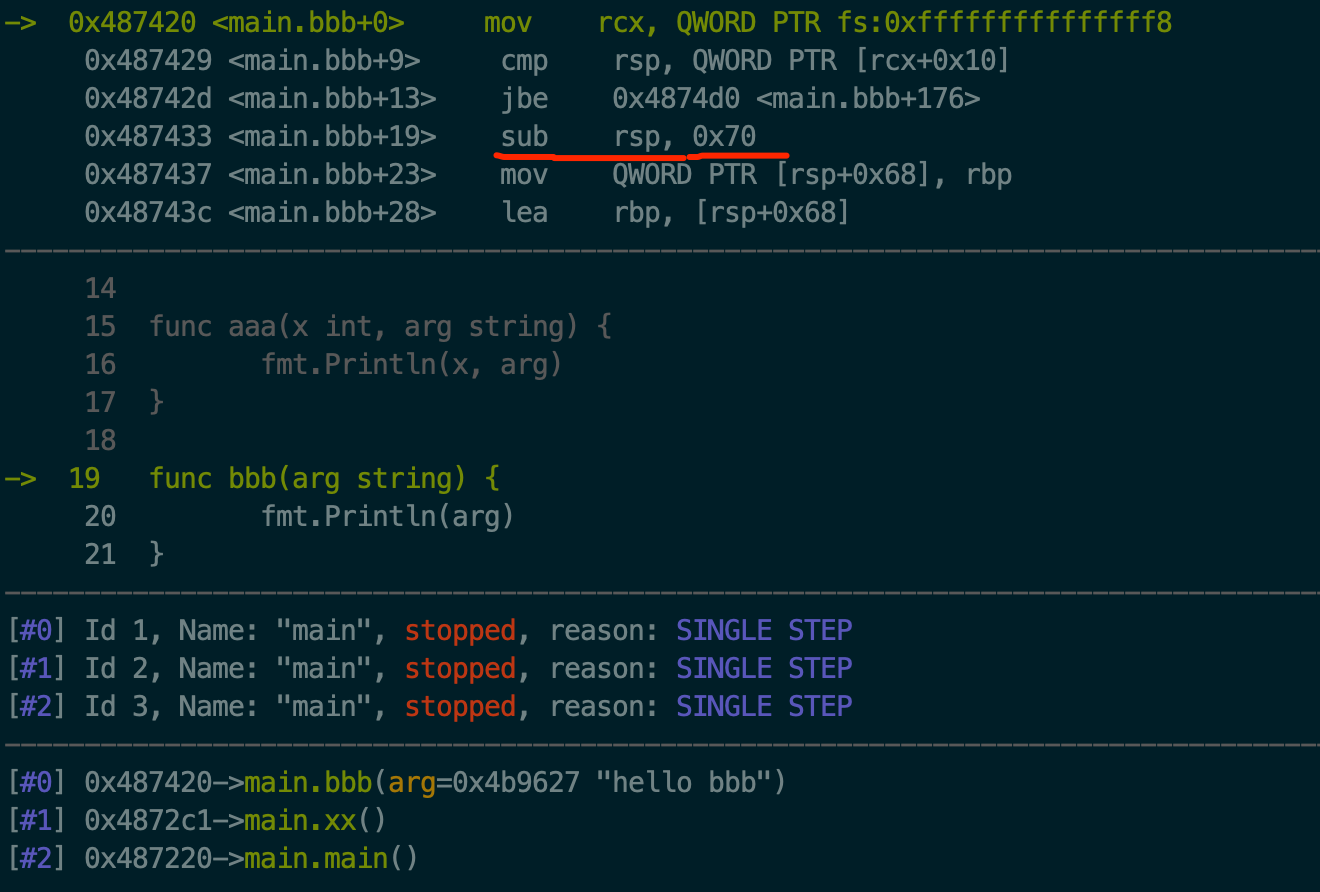 -> 0x487420 <main.bbb+0> mov rcx, QWORD PTR fs:0xfffffffffffffff8
0x487429 <main.bbb+9> cmp rsp, QWORD PTR [rcx+0x10]
0x48742d <main.bbb+13> jbe 0x4874d0 <main.bbb+176>
0x487433 <main.bbb+19> sub rsp, 0x70
0x487437 <main.bbb+23> mov QWORD PTR [rsp+0x68], rbp
0x48743c <main.bbb+28> lea rbp, [rsp+0x68]
14
15 func aaa(x int, arg string) {
16 fmt.Println(x, arg)
17 }
18
-> 19 func bbb(arg string) {
20 fmt.Println(arg)
21 }
[#0] Id 1, Name: "main", stopped, reason: SINGLE STEP
[#1] Id 2, Name: "main", stopped, reason: SINGLE STEP
[#2] Id 3, Name: "main", stopped, reason: SINGLE STEP
[#0] 0x487420->main.bbb(arg=0x4b9627 "hello bbb")
[#1] 0x4872c1->main.xx()
[#2] 0x487220->main.main()